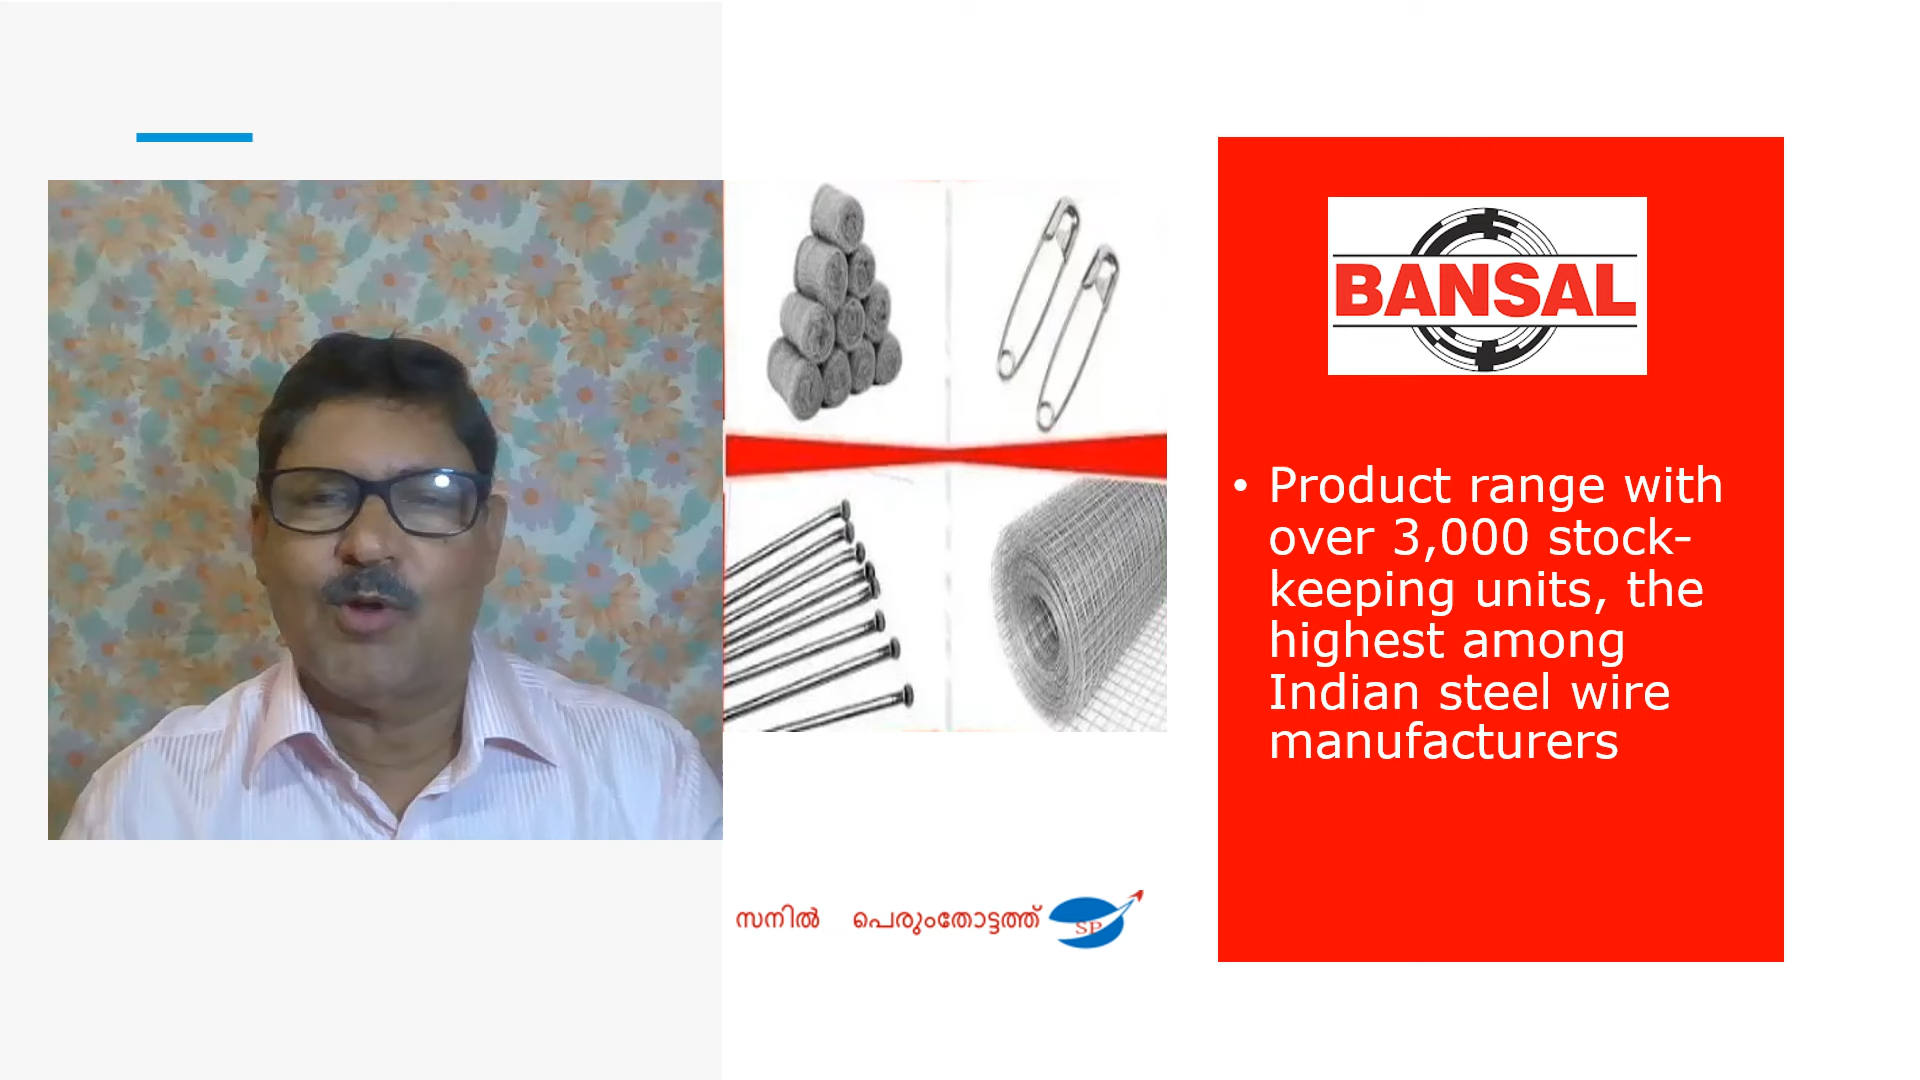 BANSAL
• Product range with
over 3,000 stock-
keeping units, the
highest among
Indian steel wire
manufacturers
സനിൽ പെരുംതോട്ടത്ത്
SP